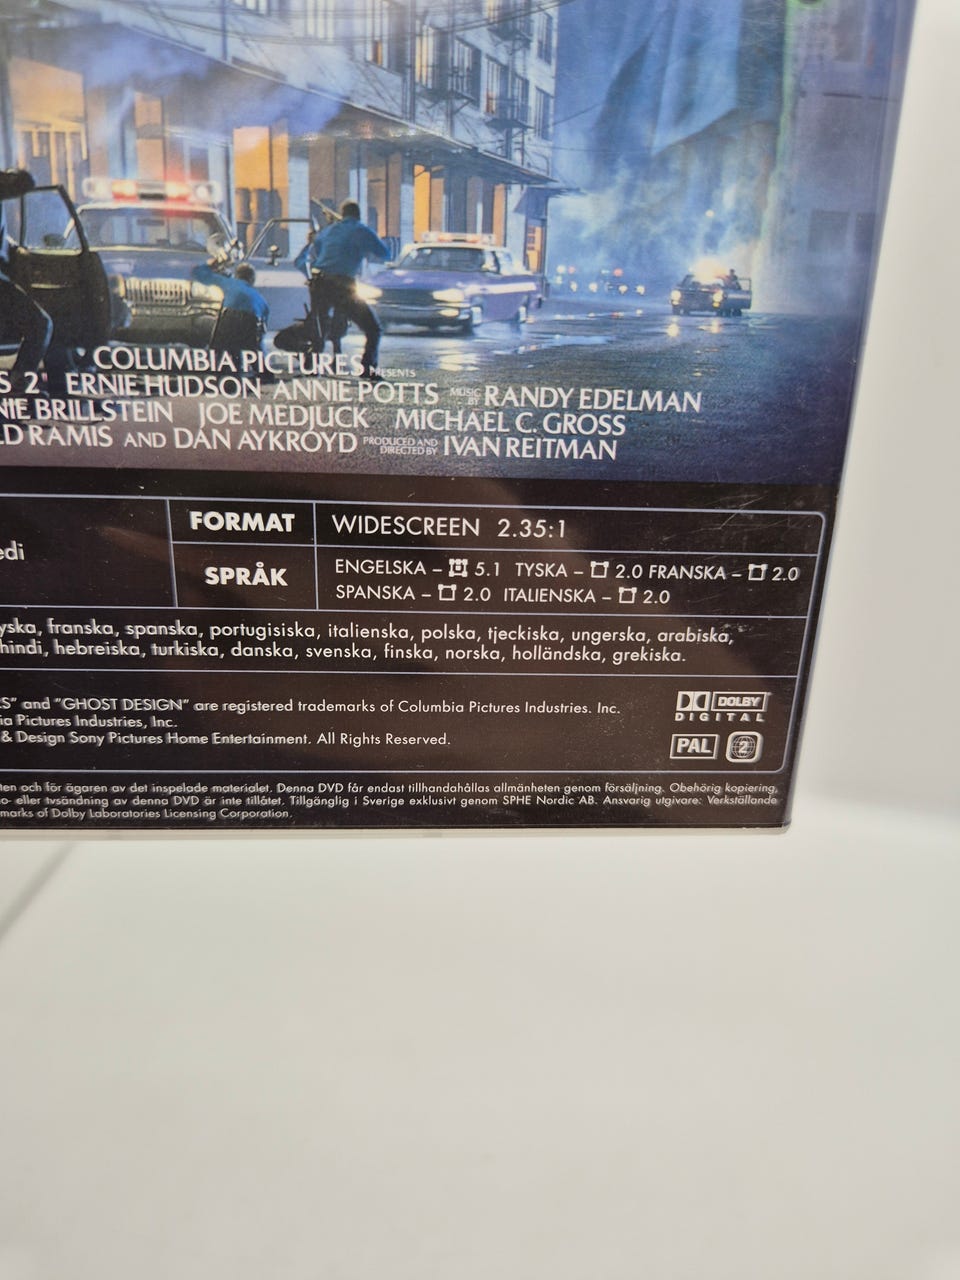 COLUMBIA PICTURES PRESENTS
S 2" ERNIE HUDSON ANNIE POTTS MUSIC BY RANDY EDELMAN
NIE BRILLSTEIN JOE MEDJUCK MICHAEL C. GROSS
LD RAMIS AND DAN AYKROYD PRODUCED AND DIRECTED BY IVAN REITMAN
FORMAT WIDESCREEN 2.35:1
edi
SPRÅK ENGELSKA – 5.1 TYSKA – 2.0 FRANSKA – 2.0
SPANSKA – 2.0 ITALIENSKA – 2.0
yska, franska, spanska, portugisiska, italienska, polska, tjeckiska, ungerska, arabiska,
hindi, hebreiska, turkiska, danska, svenska, finska, norska, holländska, grekiska.
S" and "GHOST DESIGN" are registered trademarks of Columbia Pictures Industries. Inc.
ia Pictures Industries, Inc.
& Design Sony Pictures Home Entertainment. All Rights Reserved.
DOLBY
DIGITAL
PAL 2
ten och för ägaren av det inspelade materialet. Denna DVD får endast tillhandahållas allmänheten genom försäljning. Obehörig kopiering,
o- eller tvsändning av denna DVD är inte tillåtet. Tillgänglig i Sverige exklusivt genom SPHE Nordic AB. Ansvarig utgivare: Verkställande
marks of Dolby Laboratories Licensing Corporation.